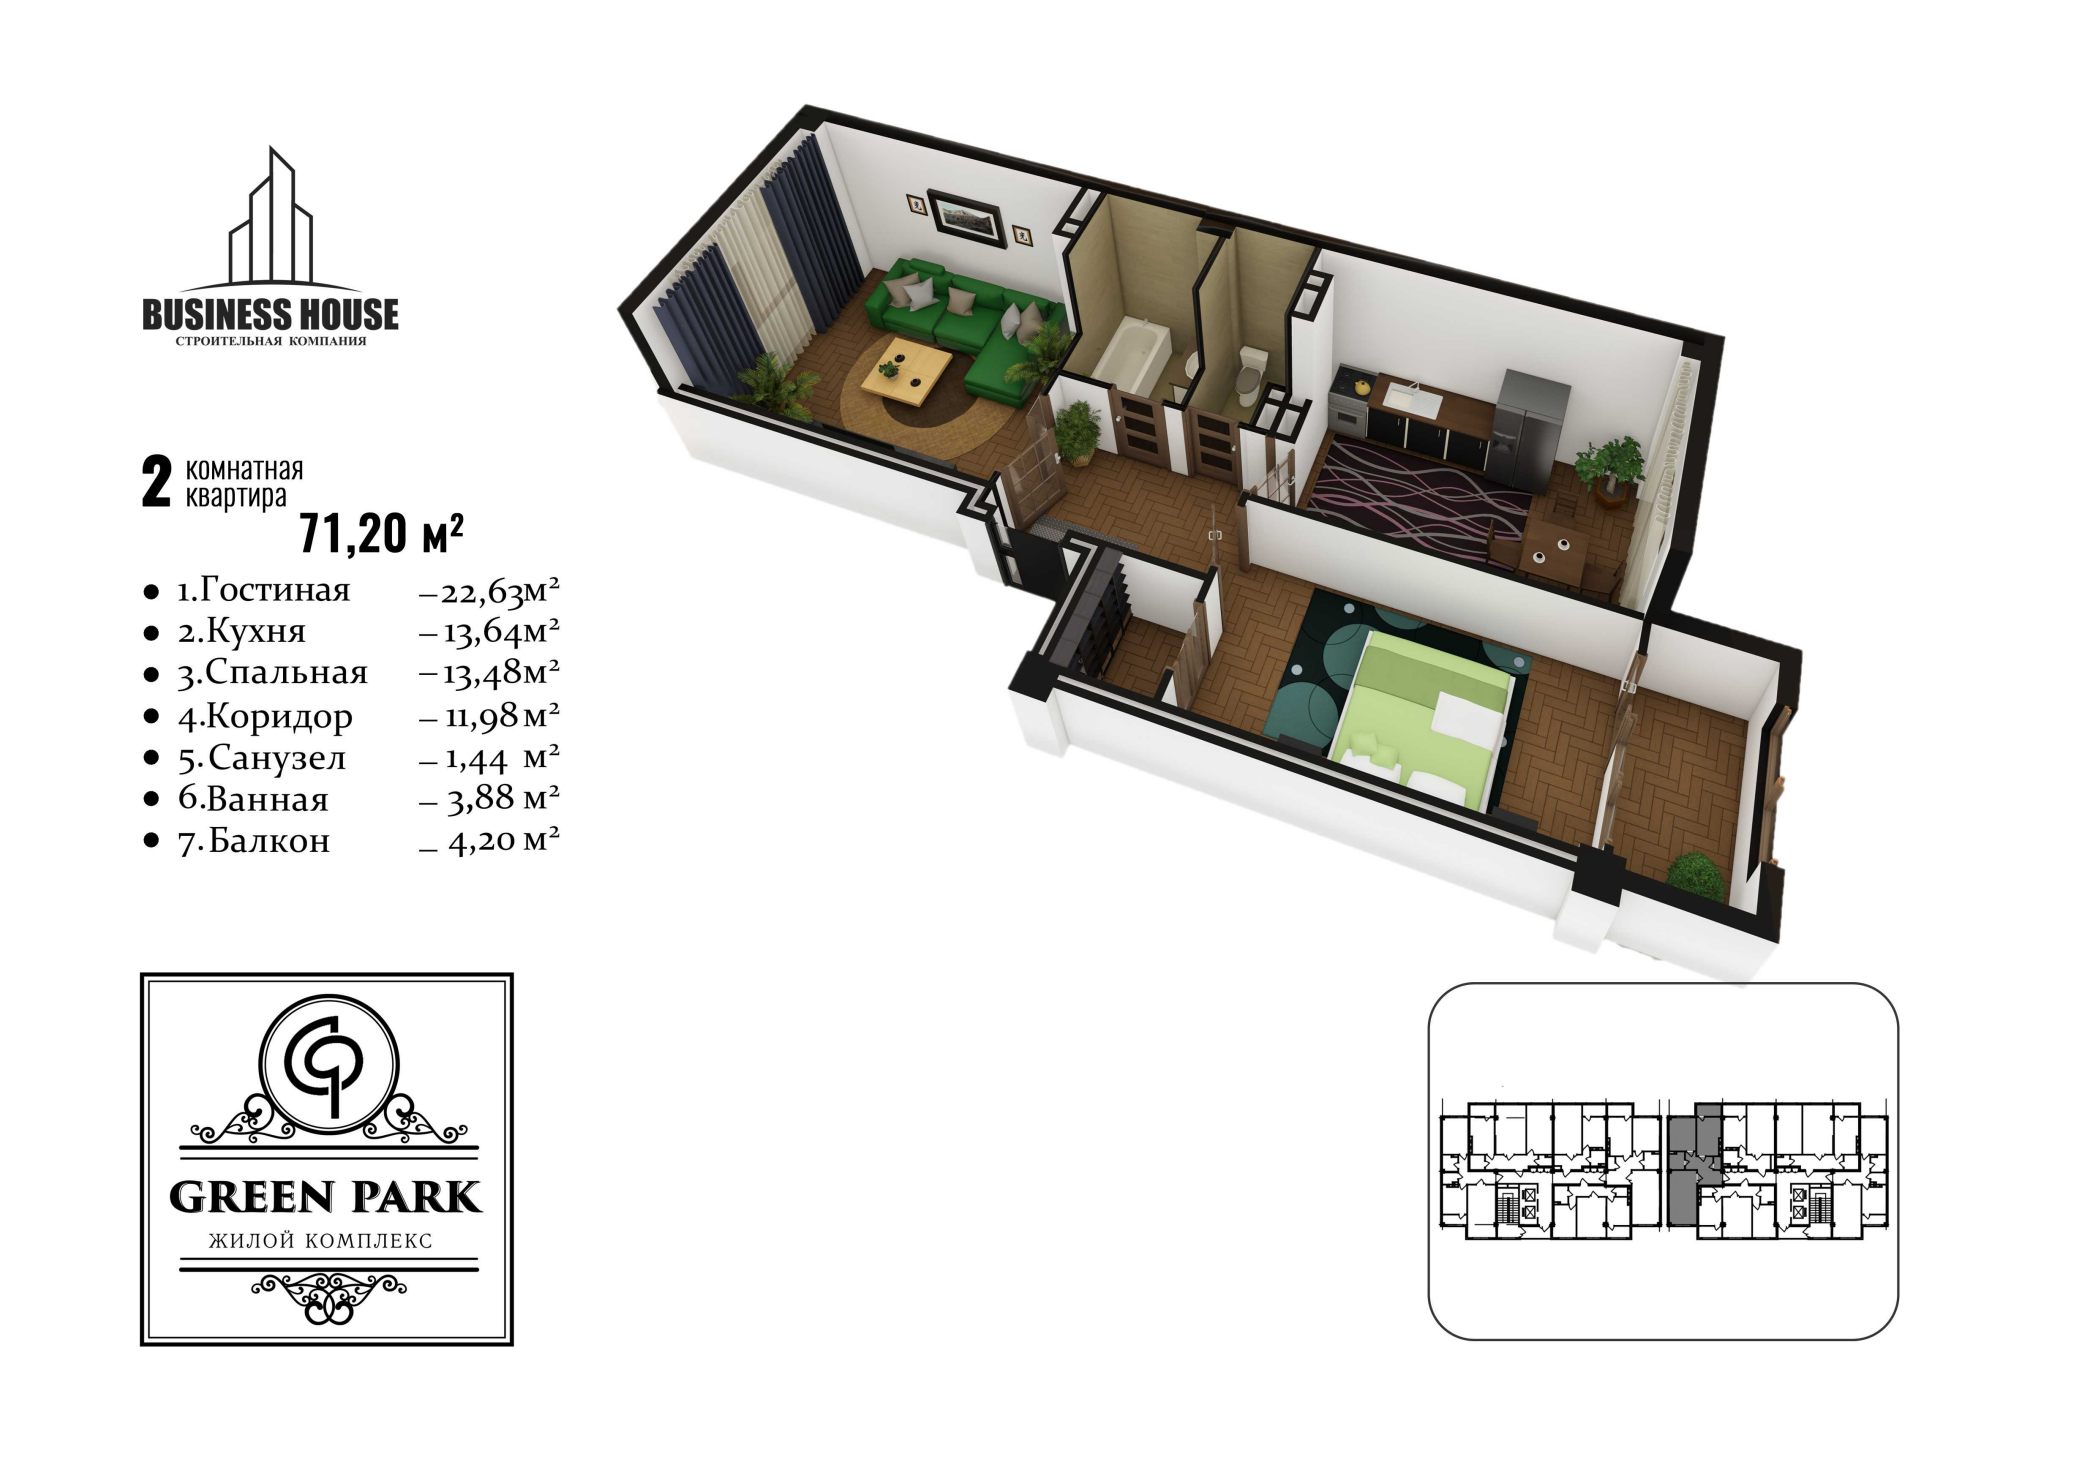 BUSINESS HOUSE
СТРОИТЕЛЬНАЯ КОМПАНИЯ
2 комнатная
квартира
71,20 м²
• 1.Гостиная –22,63м²
• 2.Кухня –13,64м²
• 3.Спальная –13,48м²
• 4.Коридор – 11,98 м²
• 5.Санузел – 1,44 м²
• 6.Ванная – 3,88 м²
• 7.Балкон – 4,20 м²
GREEN PARK
ЖИЛОЙ КОМПЛЕКС